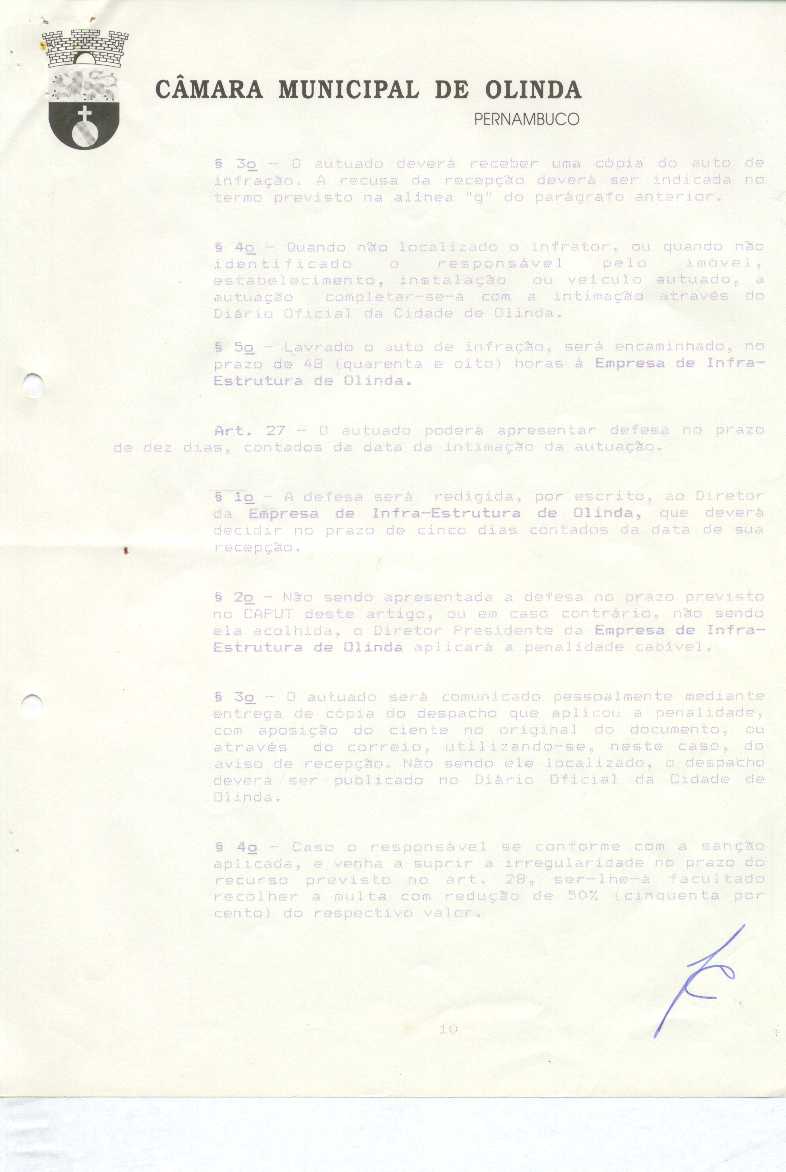 CÂMARA MUNICIPAL DE OLINDA
PERNAMBUCO
§ 3o - O autuado deverá receber uma cópia do auto de
infração. A recusa da recepção deverá ser indicada no
termo previsto na alínea "g" do parágrafo anterior.
§ 4o - Quando não localizado o infrator, ou quando não
identificado o responsável pelo imóvel,
estabelecimento, instalação ou veículo autuado, a
autuação completar-se-á com a intimação através do
Diário Oficial da Cidade de Olinda.
§ 5o - Lavrado o auto de infração, será encaminhado, no
prazo de 48 (quarenta e oito) horas à Empresa de Infra-
Estrutura de Olinda.
Art. 27 - O autuado poderá apresentar defesa no prazo
de dez dias, contados da data da intimação da autuação.
§ 1o - A defesa será redigida, por escrito, ao Diretor
da Empresa de Infra-Estrutura de Olinda, que deverá
decidir no prazo de cinco dias contados da data de sua
recepção.
§ 2o - Não sendo apresentada a defesa no prazo previsto
no CAPUT deste artigo, ou em caso contrário, não sendo
ela acolhida, o Diretor Presidente da Empresa de Infra-
Estrutura de Olinda aplicará a penalidade cabível.
§ 3o - O autuado será comunicado pessoalmente mediante
entrega de cópia do despacho que aplicou a penalidade,
com aposição do ciente no original do documento, ou
através do correio, utilizando-se, neste caso, do
aviso de recepção. Não sendo ele localizado, o despacho
deverá ser publicado no Diário Oficial da Cidade de
Olinda.
§ 4o - Caso o responsável se conforme com a sanção
aplicada, e venha a suprir a irregularidade no prazo do
recurso previsto no art. 28, ser-lhe-á facultado
recolher a multa com redução de 50% (cinquenta por
cento) do respectivo valor.
10